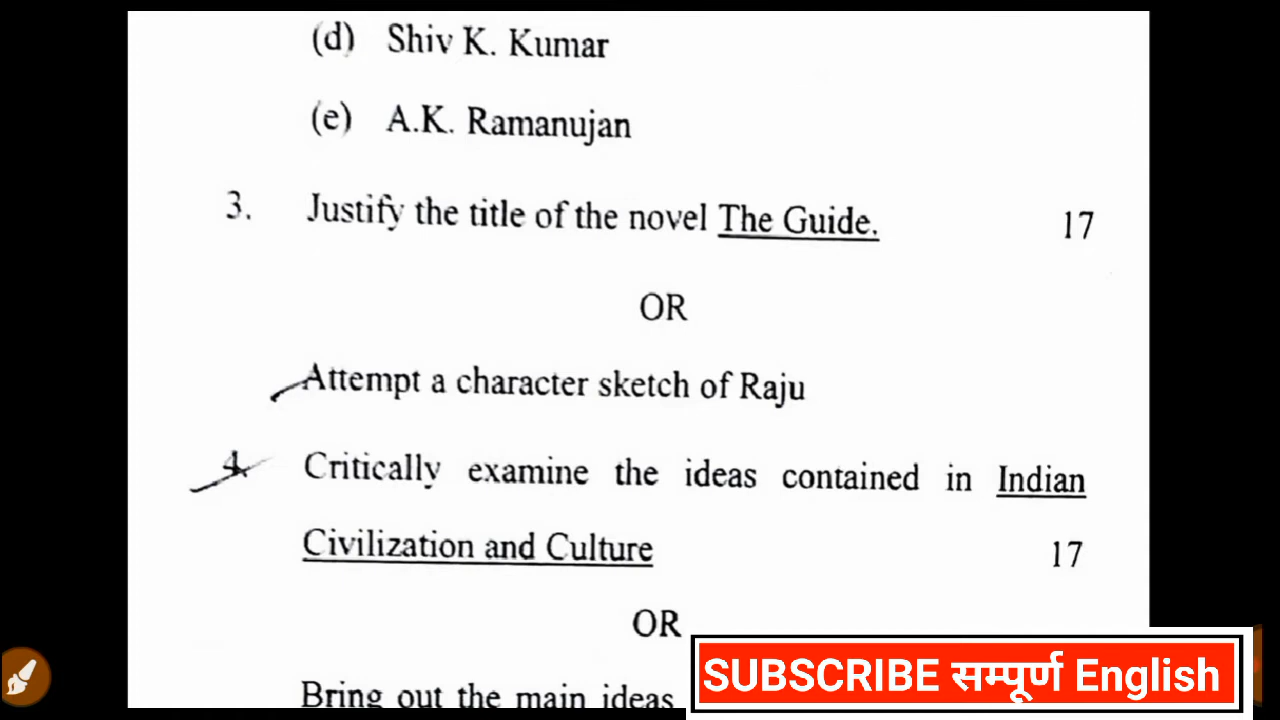 (d) Shiv K. Kumar
(e) A.K. Ramanujan
3. Justify the title of the novel The Guide. 17
OR
Attempt a character sketch of Raju
4. Critically examine the ideas contained in Indian
Civilization and Culture 17
OR
Bring out the main ideas
SUBSCRIBE सम्पूर्ण English